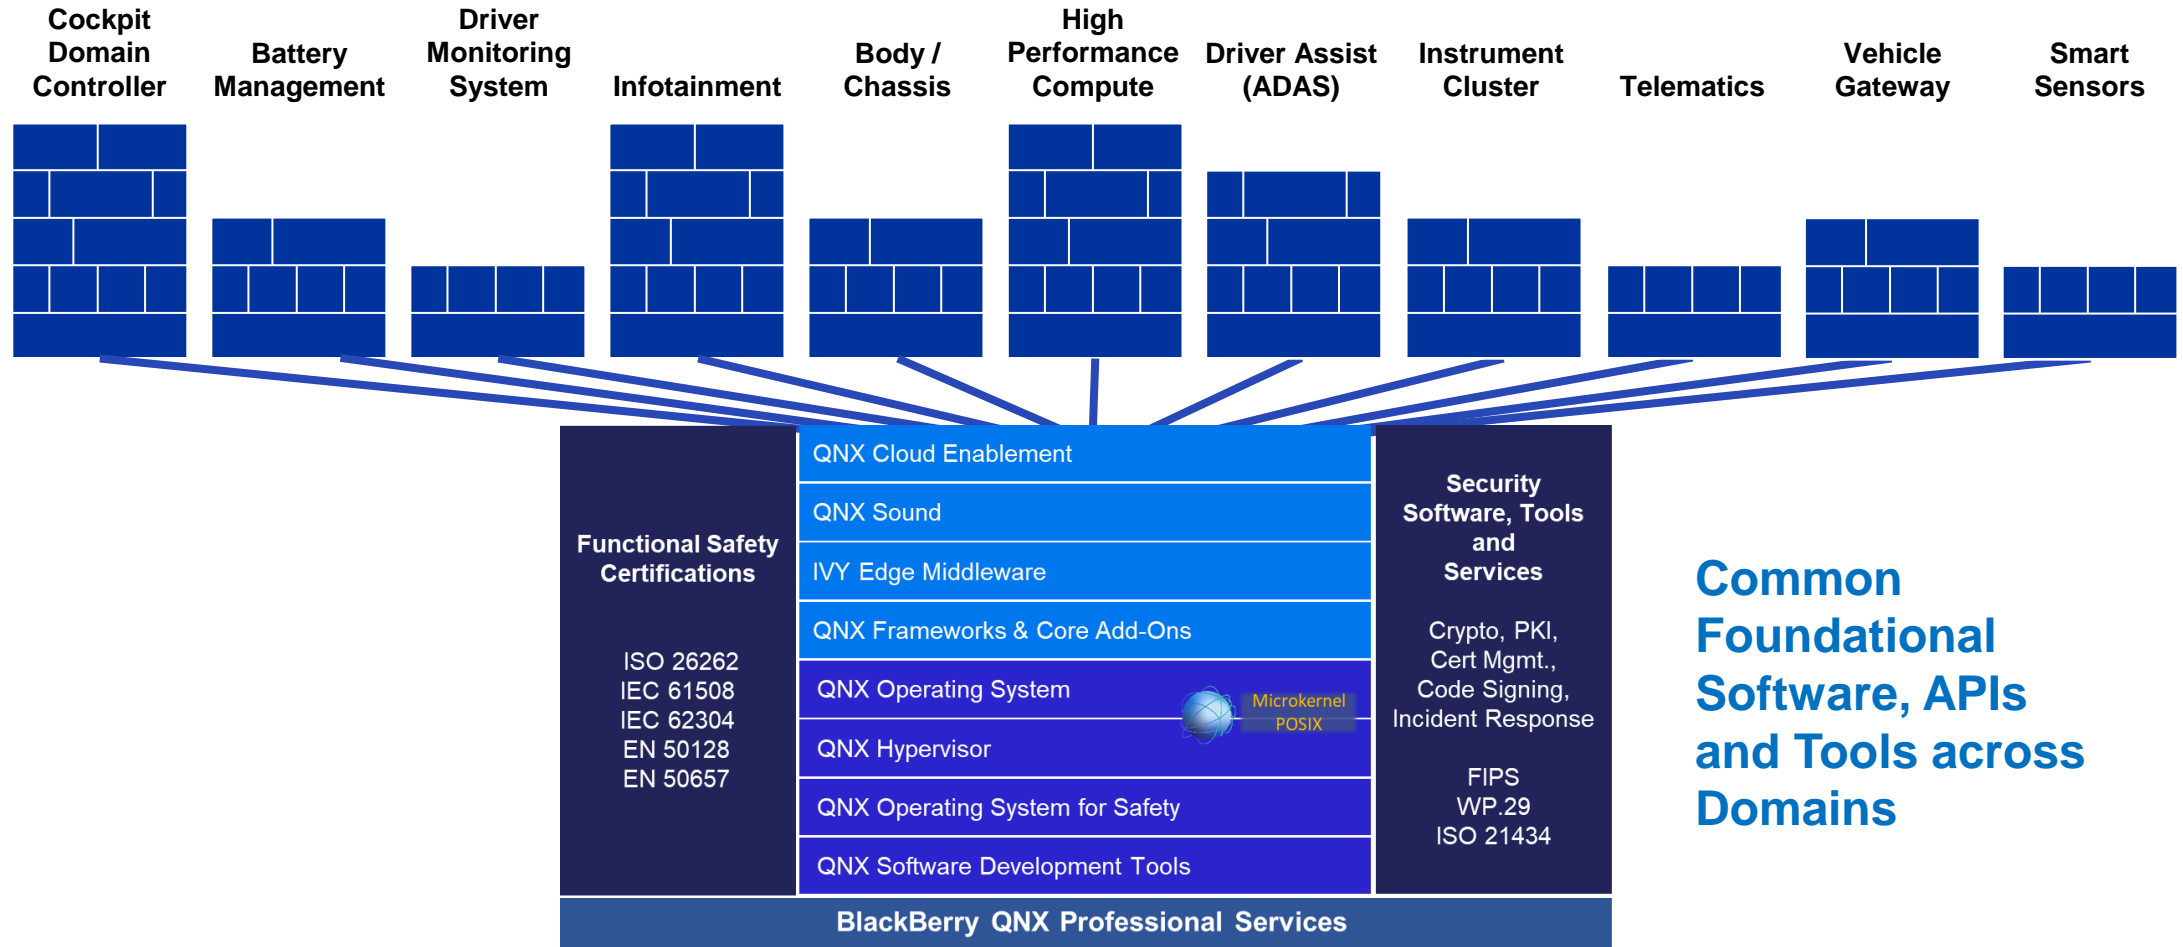 Cockpit
Domain
Controller
Battery
Management
Driver
Monitoring
System
Infotainment
Body /
Chassis
High
Performance
Compute
Driver Assist
(ADAS)
Instrument
Cluster
Telematics
Vehicle
Gateway
Smart
Sensors
Functional Safety
Certifications
ISO 26262
IEC 61508
IEC 62304
EN 50128
EN 50657
QNX Cloud Enablement
QNX Sound
IVY Edge Middleware
QNX Frameworks & Core Add-Ons
QNX Operating System
Microkernel
POSIX
QNX Hypervisor
QNX Operating System for Safety
QNX Software Development Tools
Security
Software, Tools
and
Services
Crypto, PKI,
Cert Mgmt.,
Code Signing,
Incident Response
FIPS
WP.29
ISO 21434
BlackBerry QNX Professional Services
Common
Foundational
Software, APIs
and Tools across
Domains